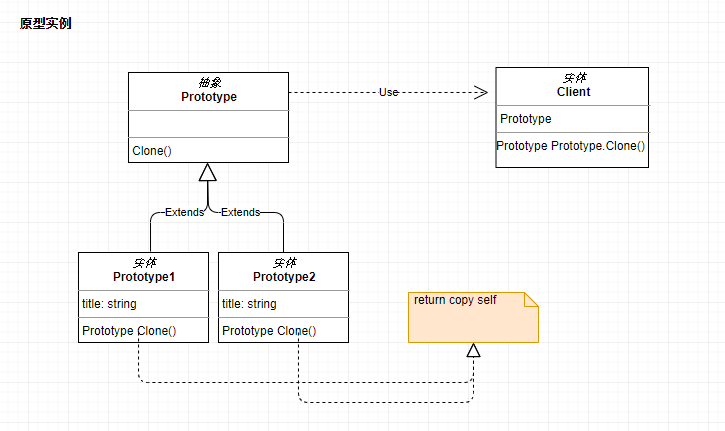 原型实例
抽象
Prototype
Clone()
Use
实体
Client
Prototype
Prototype Prototype.Clone()
Extends
Extends
实体
Prototype1
title: string
Prototype Clone()
实体
Prototype2
title: string
Prototype Clone()
return copy self